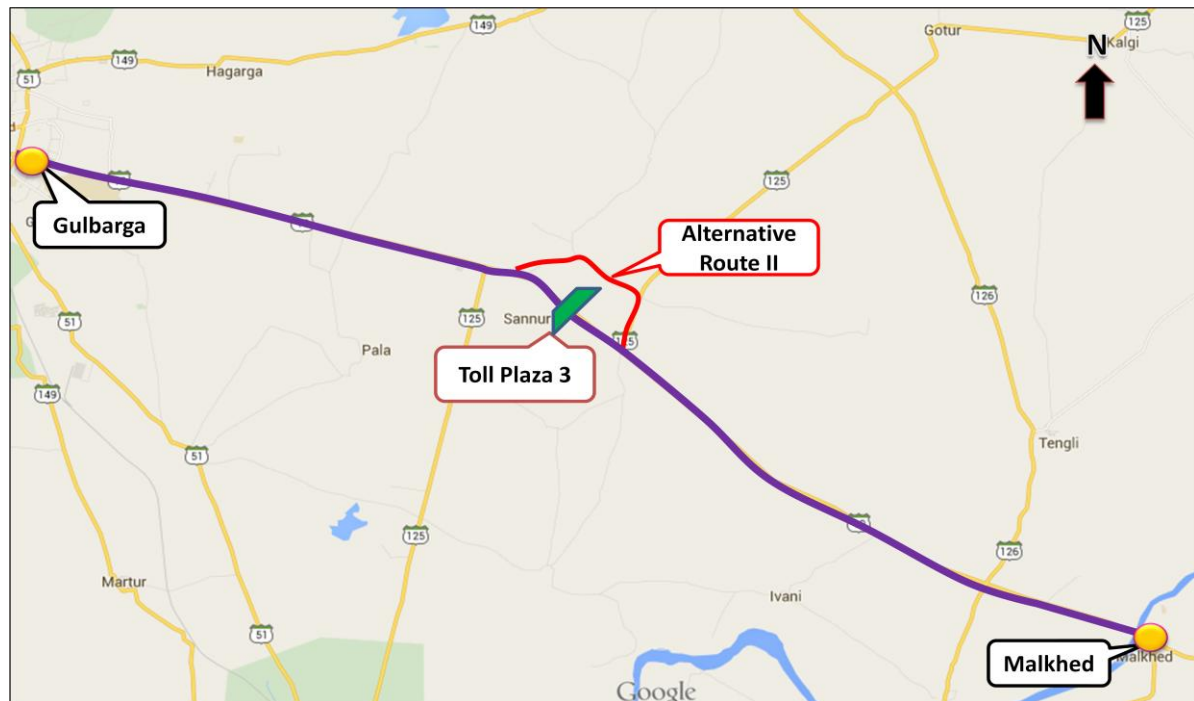 149
125
Gotur
N
Kalgi
149
51
Hagarga
Gulbarga
125
Alternative
Route II
125
Sannur
126
51
Pala
Toll Plaza 3
149
Tengli
51
125
126
Martur
Ivani
51
Malkhed
Malkhed
Google